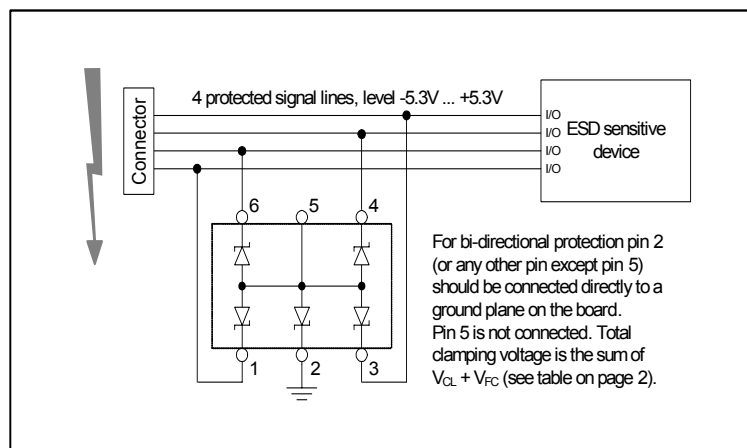 4 protected signal lines, level -5.3V ... +5.3V
Connector
I/O
I/O
I/O
I/O
ESD sensitive
device
6
5
4
1
2
3
For bi-directional protection pin 2
(or any other pin except pin 5)
should be connected directly to a
ground plane on the board.
Pin 5 is not connected. Total
clamping voltage is the sum of
VCL + VFC (see table on page 2).